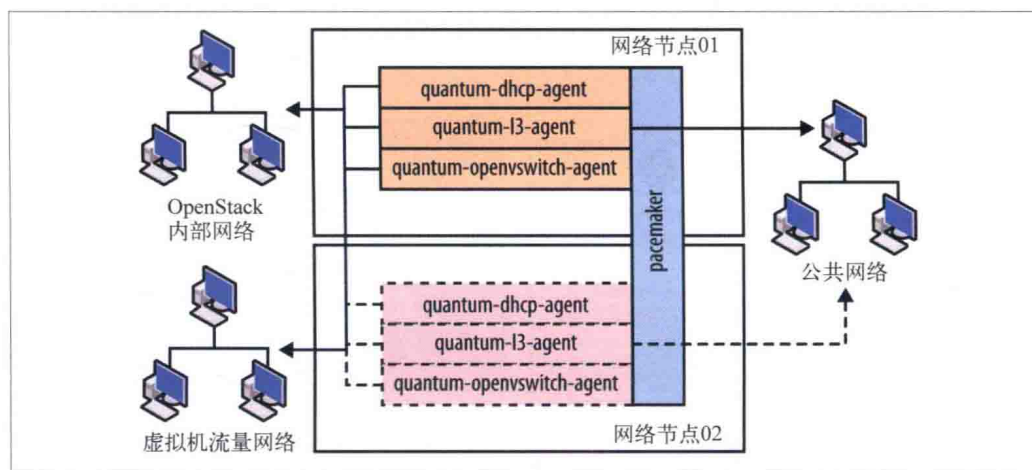 网络节点01
quantum-dhcp-agent
quantum-l3-agent
quantum-openvswitch-agent
pacemaker
OpenStack
内部网络
公共网络
quantum-dhcp-agent
quantum-l3-agent
quantum-openvswitch-agent
虚拟机流量网络
网络节点02